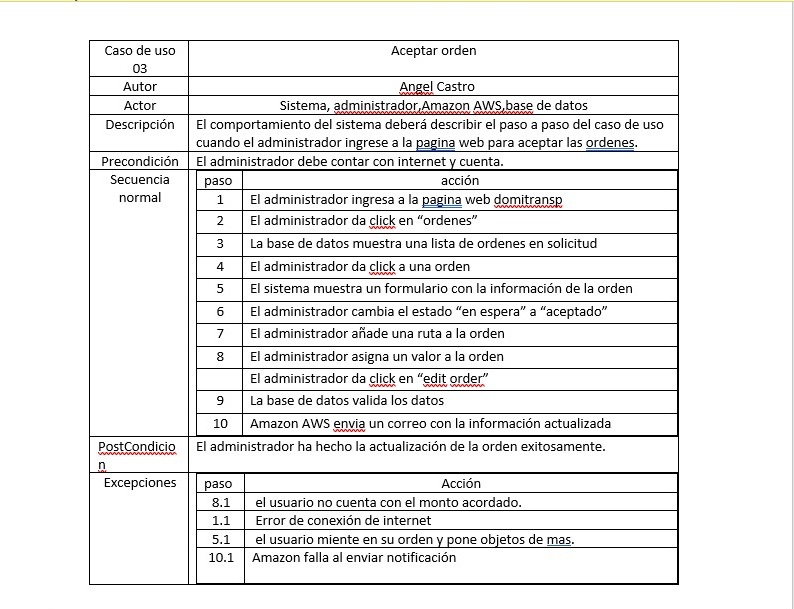 Caso de uso 03
Aceptar orden
Autor
Angel Castro
Actor
Sistema, administrador,Amazon AWS,base de datos
Descripción
El comportamiento del sistema deberá describir el paso a paso del caso de uso
cuando el administrador ingrese a la pagina web para aceptar las ordenes.
Precondición
El administrador debe contar con internet y cuenta.
Secuencia normal
paso acción
1 El administrador ingresa a la pagina web domitransp
2 El administrador da click en “ordenes”
3 La base de datos muestra una lista de ordenes en solicitud
4 El administrador da click a una orden
5 El sistema muestra un formulario con la información de la orden
6 El administrador cambia el estado “en espera” a “aceptado”
7 El administrador añade una ruta a la orden
8 El administrador asigna un valor a la orden
El administrador da click en “edit order”
9 La base de datos valida los datos
10 Amazon AWS envia un correo con la información actualizada
PostCondicion
El administrador ha hecho la actualización de la orden exitosamente.
Excepciones
paso Acción
8.1 el usuario no cuenta con el monto acordado.
1.1 Error de conexión de internet
5.1 el usuario miente en su orden y pone objetos de mas.
10.1 Amazon falla al enviar notificación